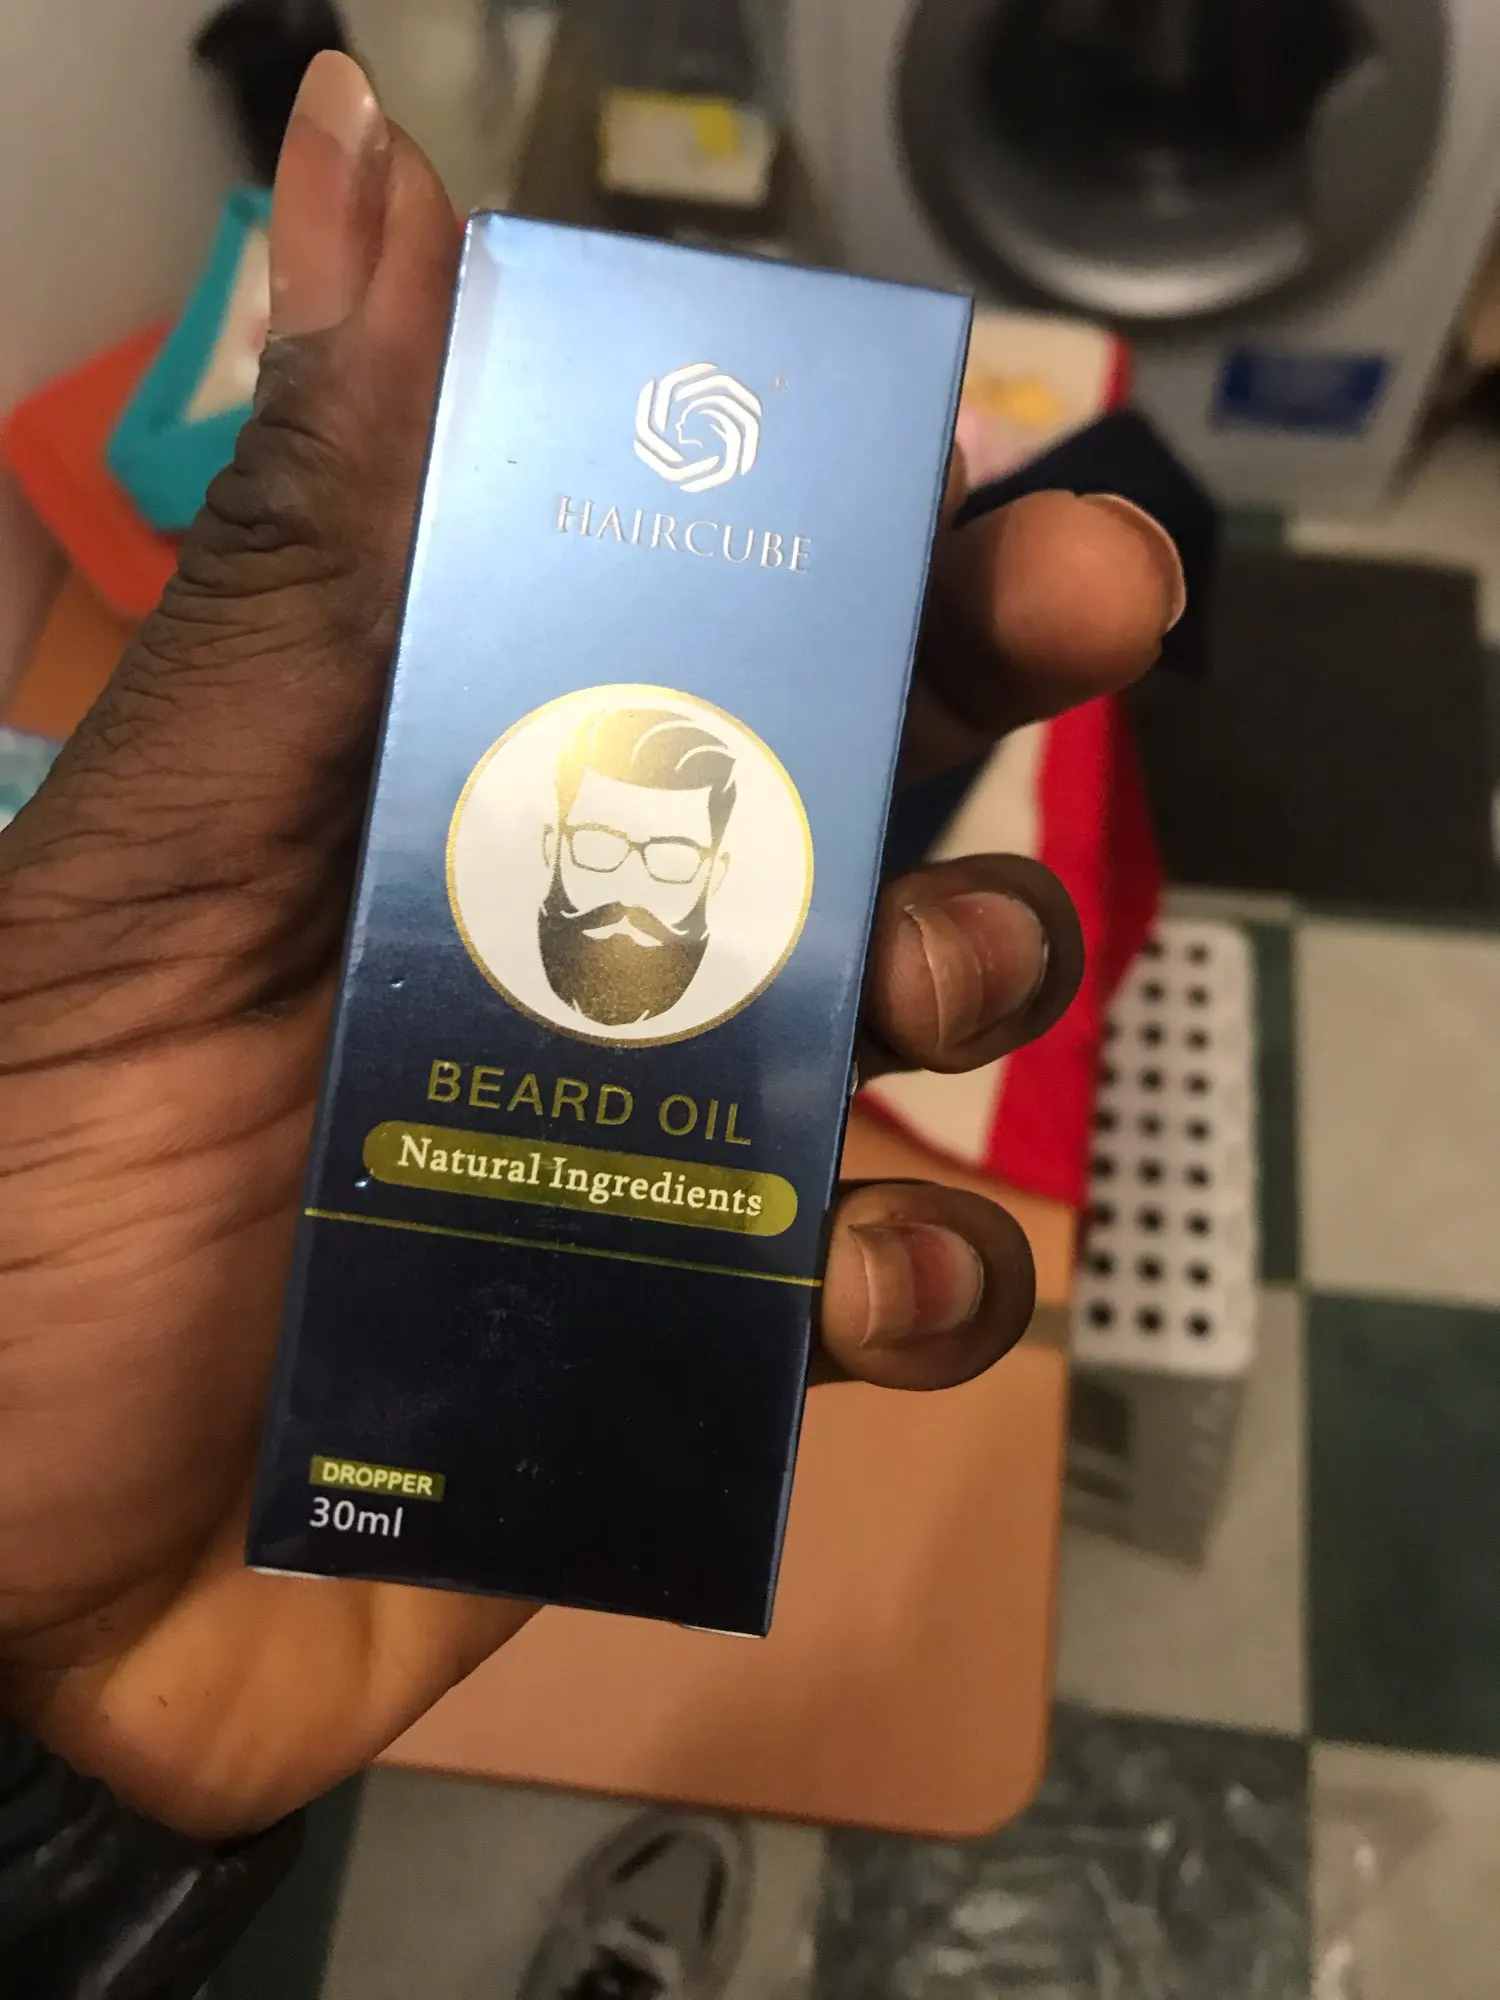 HAIRCUBE
BEARD OIL
Natural Ingredients
DROPPER
30ml